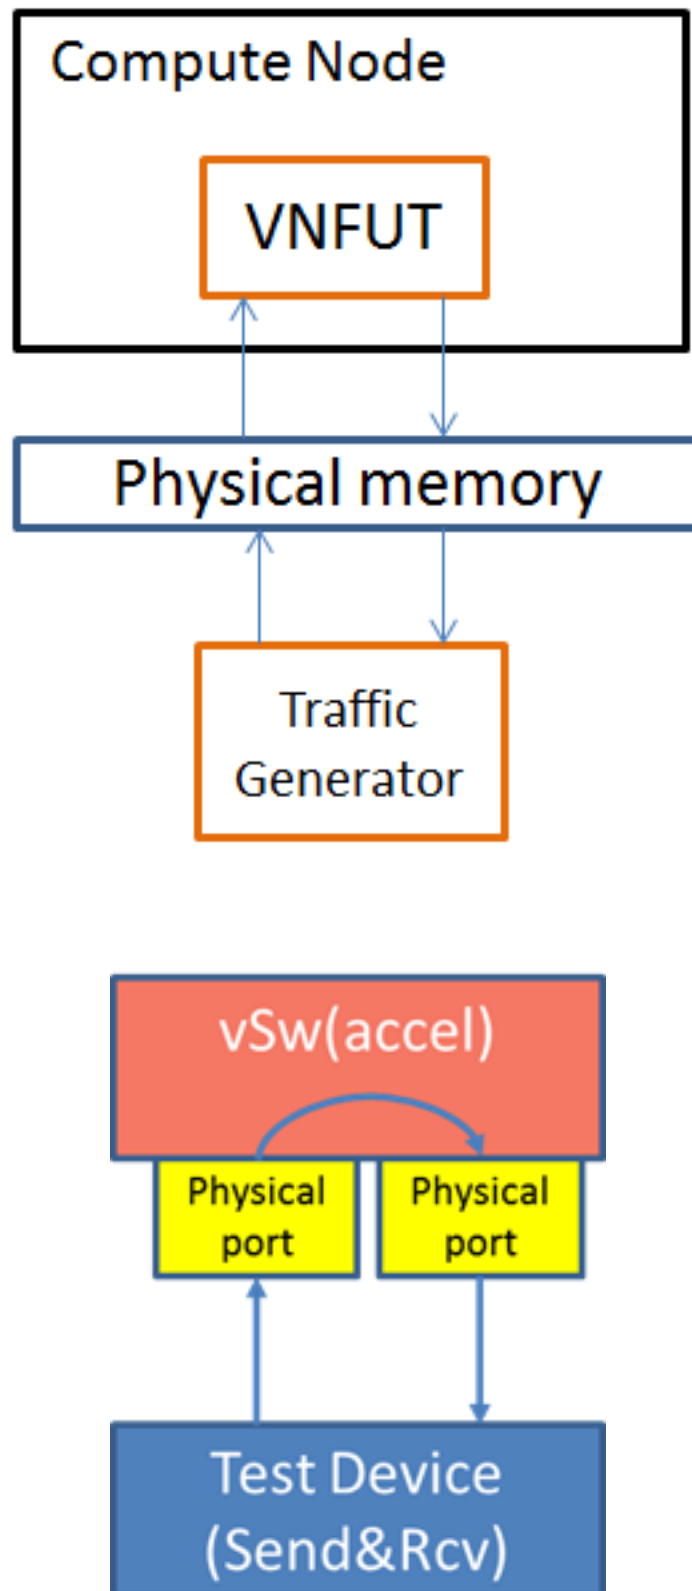 Compute Node
VNFUT
Physical memory
Traffic
Generator
vSw(accel)
Physical
port
Physical
port
Test Device
(Send&Rcv)